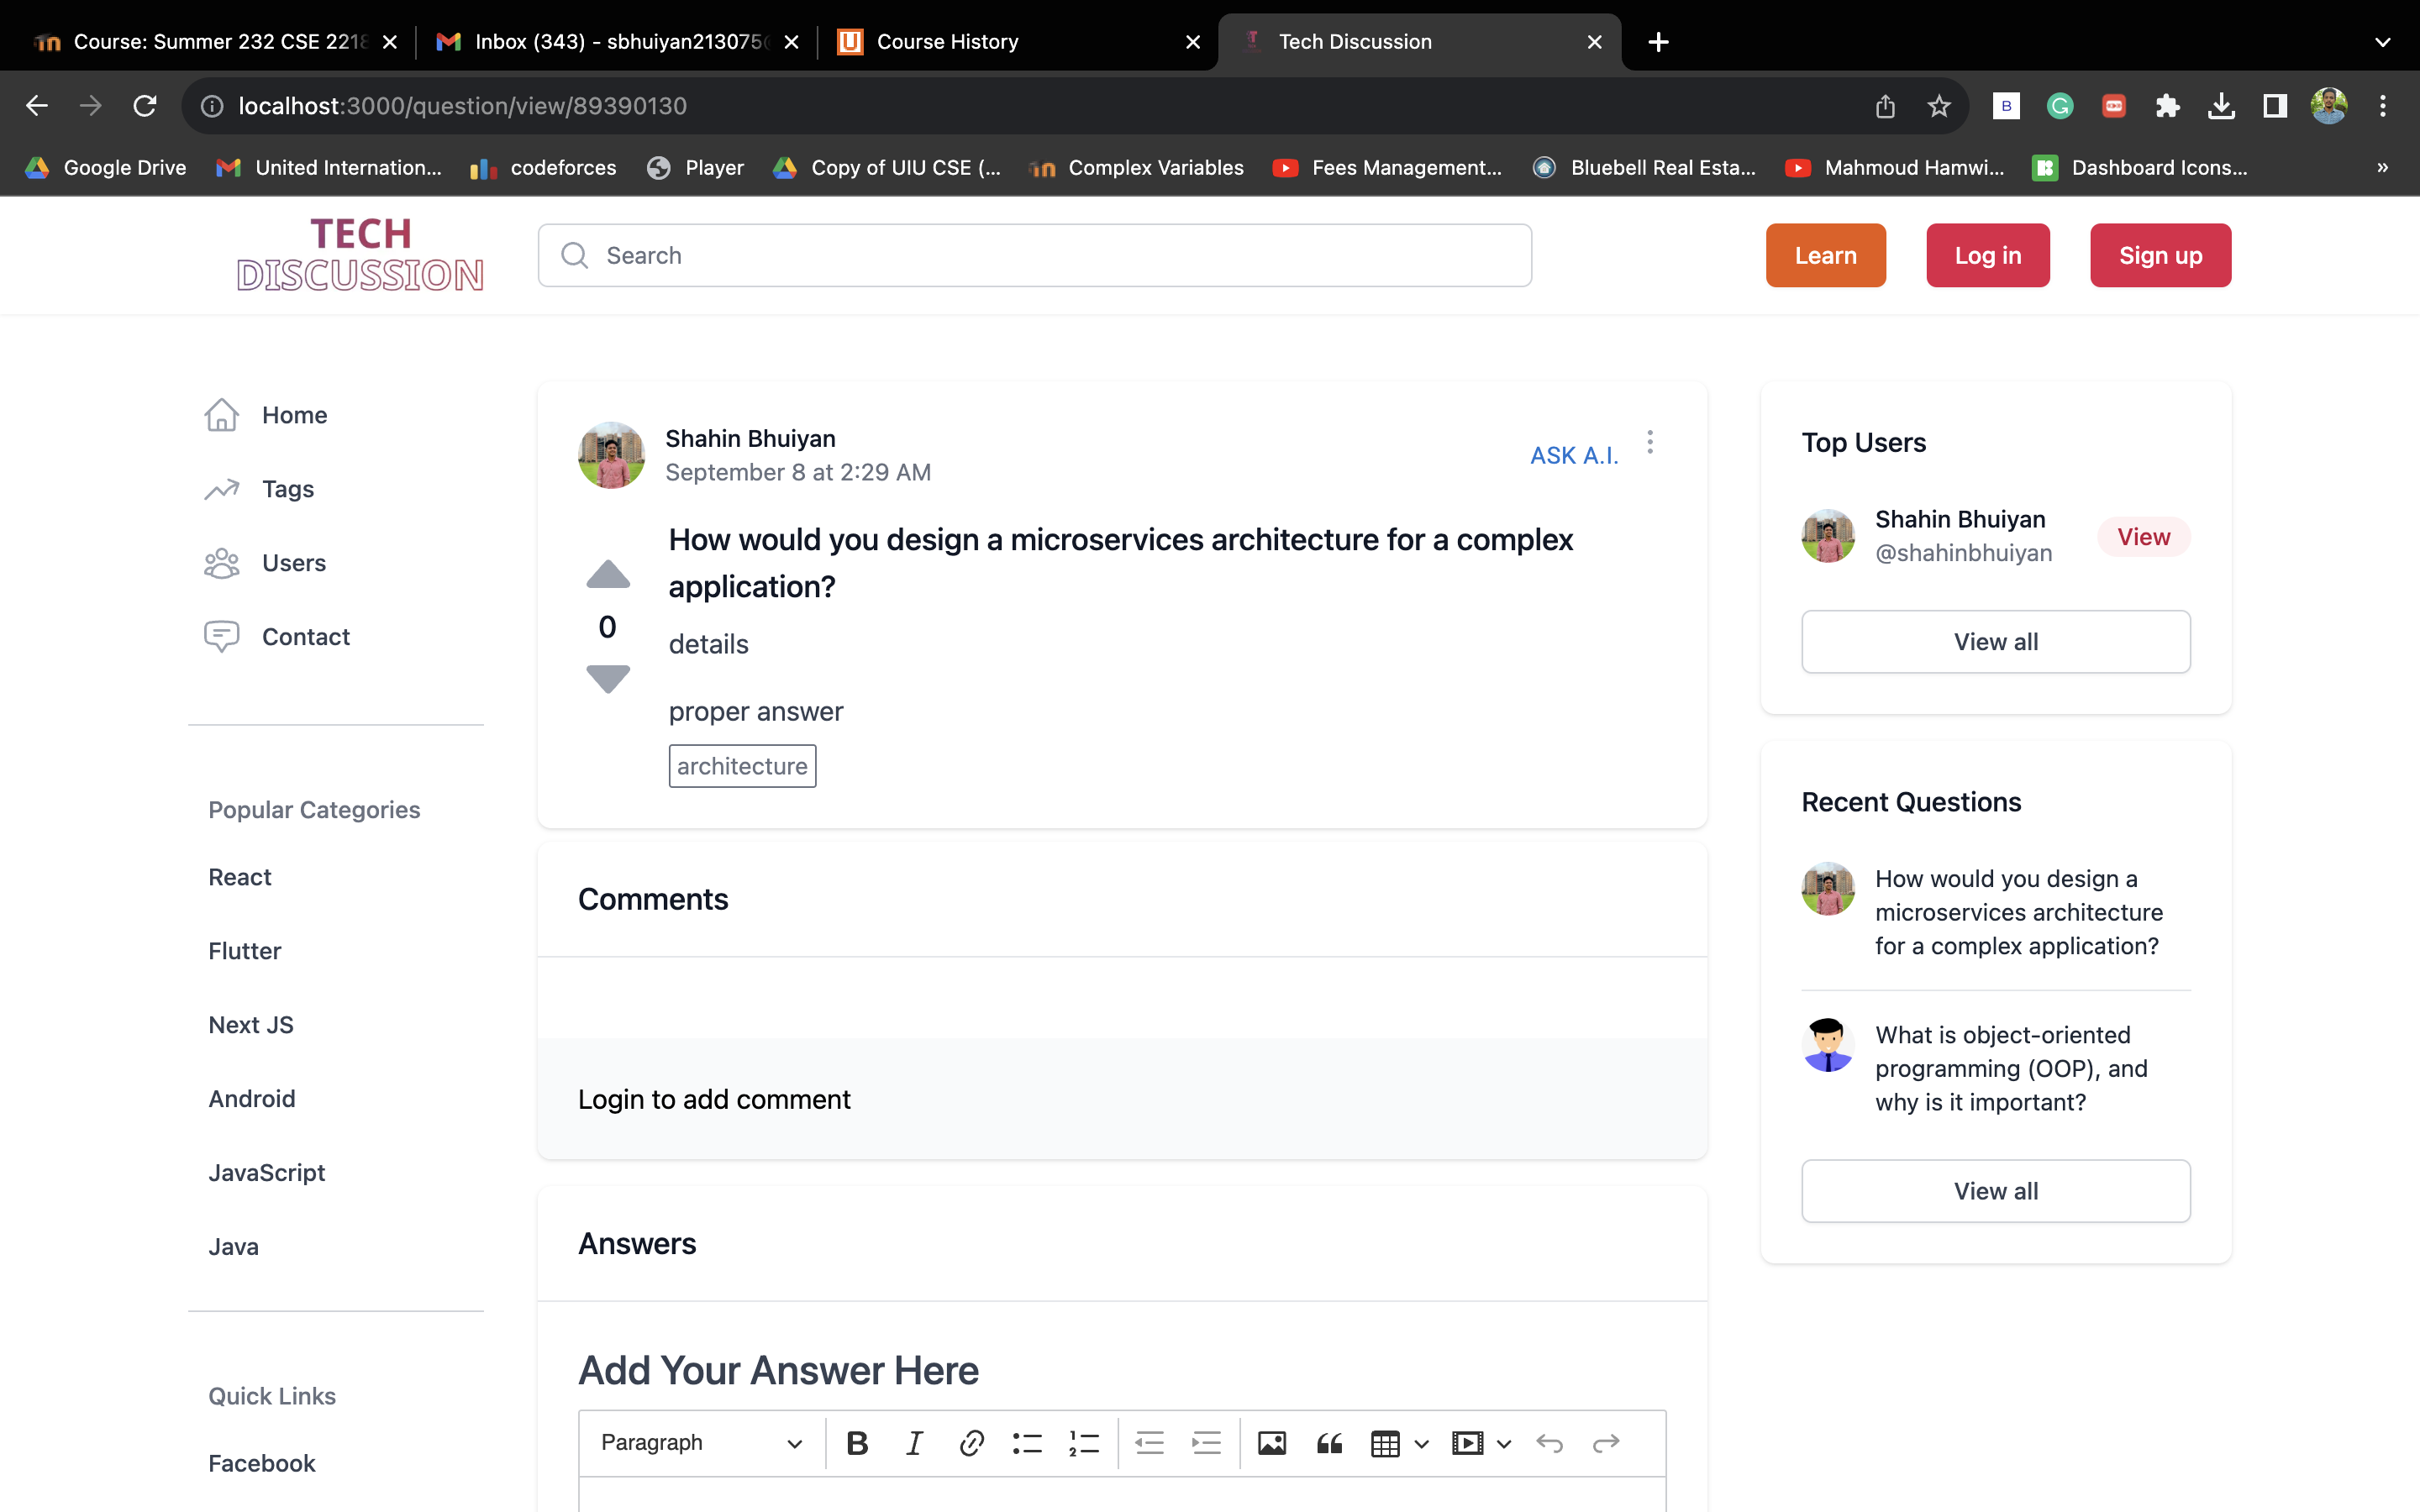 Course: Summer 232 CSE 2218
Inbox (343) - sbhuiyan213075@
Course History
Tech Discussion
localhost:3000/question/view/89390130
Google Drive
United Internation...
codeforces
Player
Copy of UIU CSE (...
Complex Variables
Fees Management...
Bluebell Real Esta...
Mahmoud Hamwi...
Dashboard Icons...
»
TECH
DISCUSSION
Search
Learn
Log in
Sign up
Home
Tags
Users
Contact
Popular Categories
React
Flutter
Next JS
Android
JavaScript
Java
Quick Links
Facebook
Shahin Bhuiyan
September 8 at 2:29 AM
ASK A.I.
How would you design a microservices architecture for a complex
application?
0
details
proper answer
architecture
Comments
Login to add comment
Answers
Add Your Answer Here
Paragraph
Top Users
Shahin Bhuiyan
@shahinbhuiyan
View
View all
Recent Questions
How would you design a
microservices architecture
for a complex application?
What is object-oriented
programming (OOP), and
why is it important?
View all